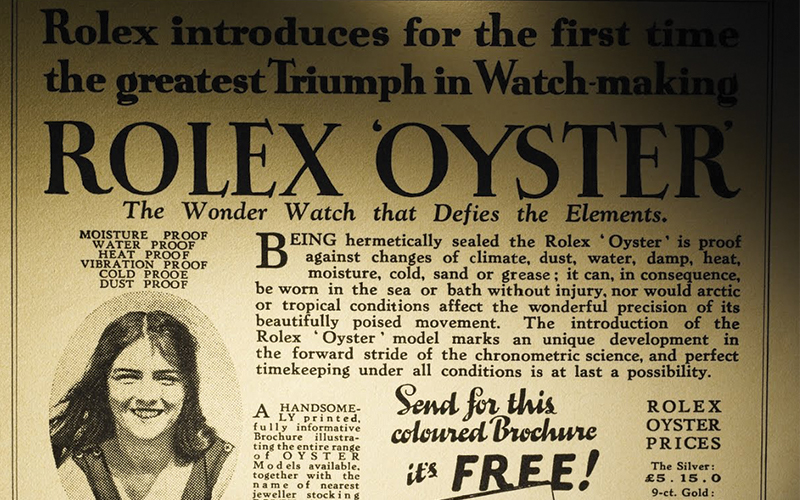 Rolex introduces for the first time
the greatest Triumph in Watch-making
ROLEX 'OYSTER'
The Wonder Watch that Defies the Elements.
MOISTURE PROOF
WATER PROOF
HEAT PROOF
VIBRATION PROOF
COLD PROOF
DUST PROOF
BEING hermetically sealed the Rolex 'Oyster' is proof
against changes of climate, dust, water, damp, heat,
moisture, cold, sand or grease; it can, in consequence,
be worn in the sea or bath without injury, nor would arctic
or tropical conditions affect the wonderful precision of its
beautifully poised movement. The introduction of the
Rolex 'Oyster' model marks an unique development in
the forward stride of the chronometric science, and perfect
timekeeping under all conditions is at last a possibility.
A HANDSOME-
LY printed,
fully informative
Brochure illustra-
ting the entire range
of OYSTER
Models available,
together with the
name of nearest
jeweller stocking
Send for this
coloured Brochure
it's FREE!
ROLEX
OYSTER
PRICES
The Silver:
£5.15.0
9-ct. Gold: